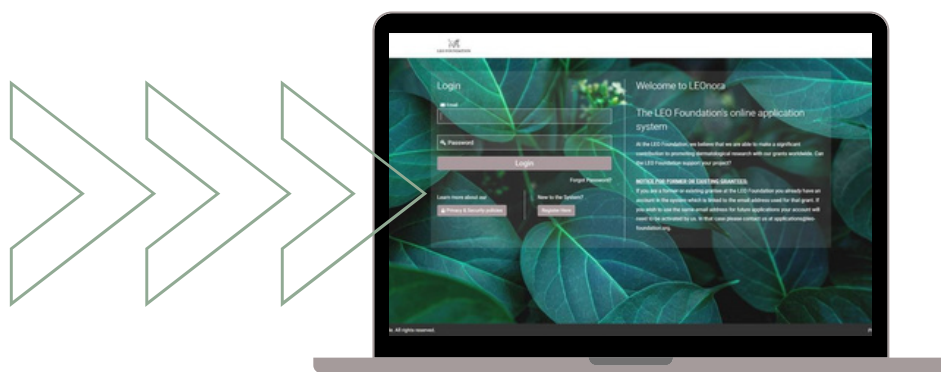 LEO FOUNDATION
Login
Email
Password
Login
Forgot Password?
Learn more about our
Privacy & Security policies
New to the System?
Register Here
Welcome to LEOnora
The LEO Foundation's online application
system
At the LEO Foundation, we believe that we are able to make a significant
contribution to promoting dermatological research with our grants worldwide. Can
the LEO Foundation support your project?
NOTICE FOR FORMER OR EXISTING GRANTEES:
If you are a former or existing grantee at the LEO Foundation you already have an
account in the system which is linked to the email address used for that grant. If
you wish to use the same email address for future applications your account will
need to be activated by us. In that case please contact us at applications@leo-
foundation.org.
All rights reserved.